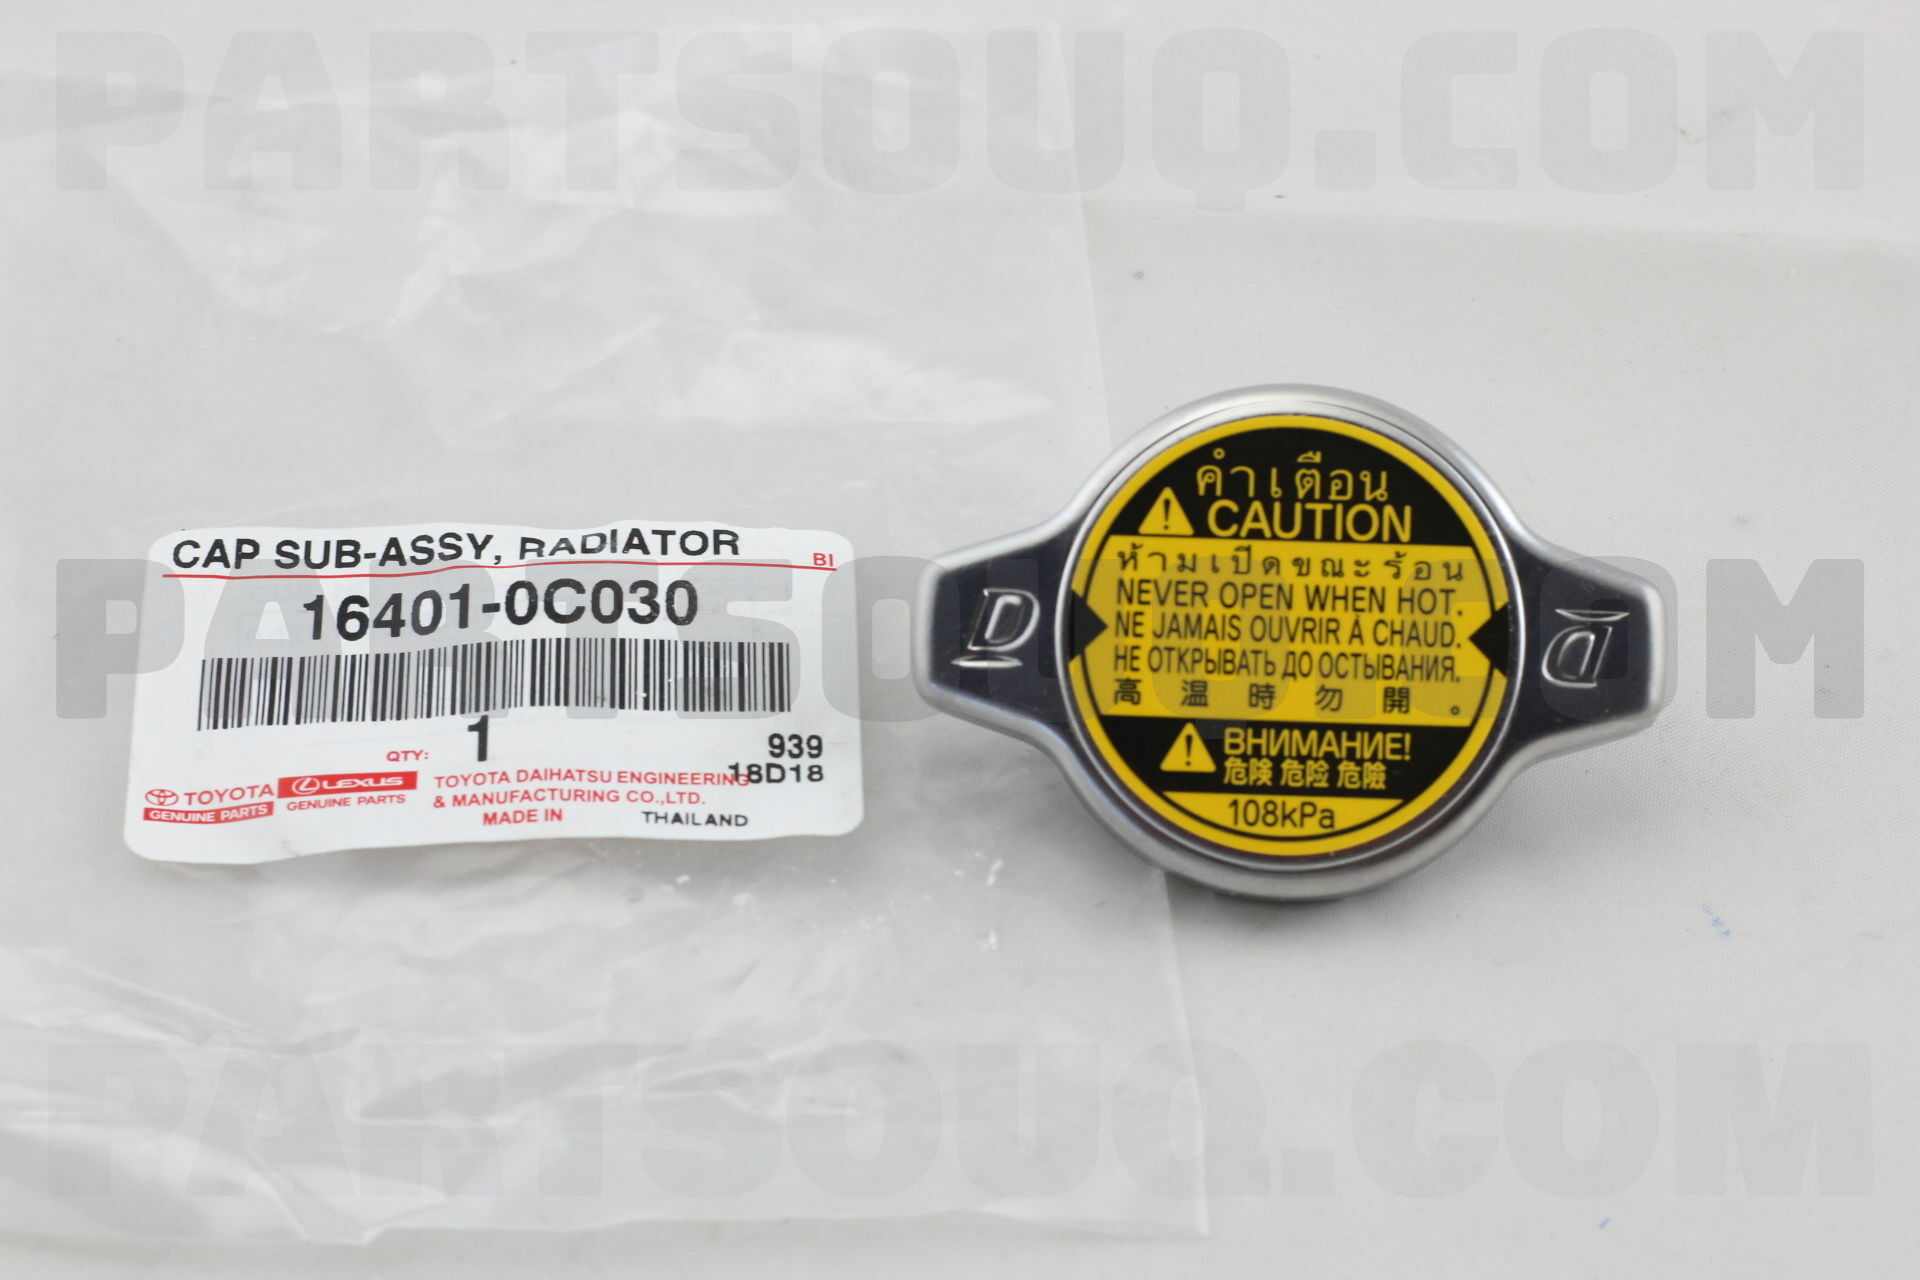 PARTSOUQ.COM
CAP SUB-ASSY, RADIATOR
BI
16401-0C030
QTY: 1
939
18D18
TOYOTA
GENUINE PARTS
LEXUS
GENUINE PARTS
TOYOTA DAIHATSU ENGINEERING
& MANUFACTURING CO.,LTD.
MADE IN THAILAND
คำเตือน
CAUTION
ห้ามเปิดขณะร้อน
NEVER OPEN WHEN HOT.
NE JAMAIS OUVRIR À CHAUD.
НЕ ОТКРЫВАТЬ ДО ОСТЫВАНИЯ.
高温時勿開。
ВНИМАНИЕ!
危険 危险 危險
108kPa
D
D
PARTSOUQ.COM
PARTSOUQ.COM